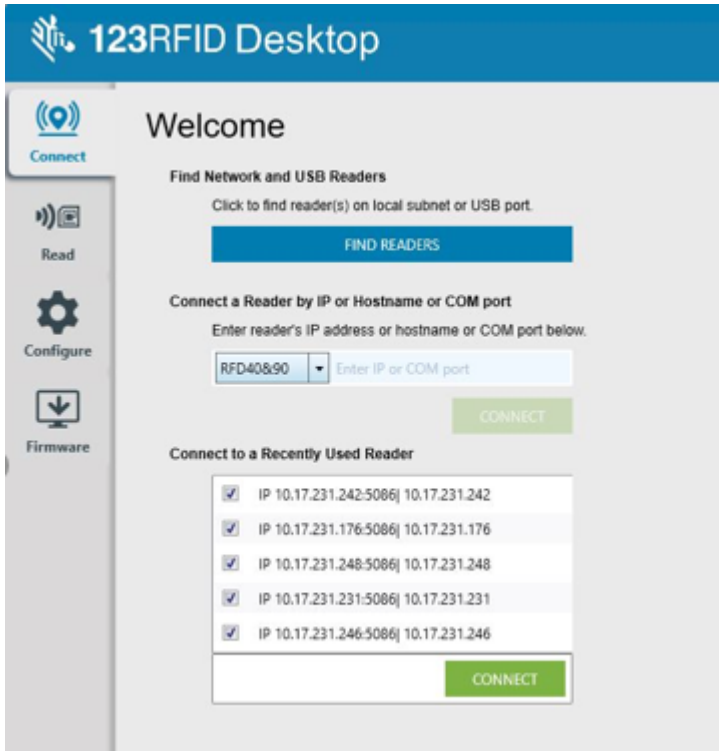 123RFID Desktop
Connect
Read
Configure
Firmware
Welcome
Find Network and USB Readers
Click to find reader(s) on local subnet or USB port.
FIND READERS
Connect a Reader by IP or Hostname or COM port
Enter reader's IP address or hostname or COM port below.
RFD40&90 Enter IP or COM port
CONNECT
Connect to a Recently Used Reader
IP 10.17.231.242:5086| 10.17.231.242
IP 10.17.231.176:5086| 10.17.231.176
IP 10.17.231.248:5086| 10.17.231.248
IP 10.17.231.231:5086| 10.17.231.231
IP 10.17.231.246:5086| 10.17.231.246
CONNECT